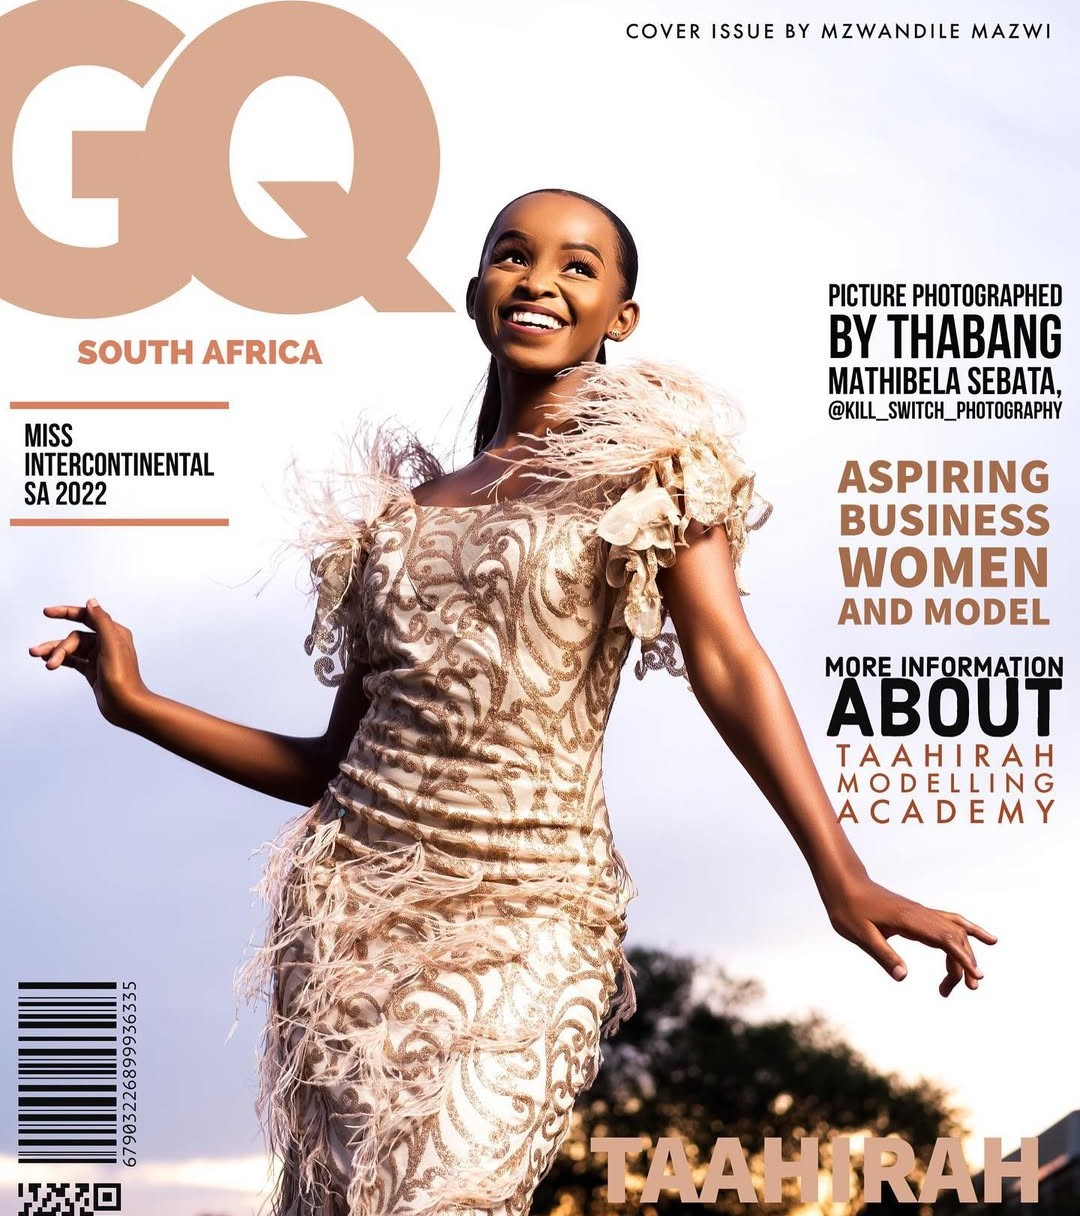 COVER ISSUE BY MZWANDILE MAZWI
GQ
SOUTH AFRICA
MISS
INTERCONTINENTAL
SA 2022
PICTURE PHOTOGRAPHED
BY THABANG
MATHIBELA SEBATA,
@KILL_SWITCH_PHOTOGRAPHY
ASPIRING
BUSINESS
WOMEN
AND MODEL
MORE INFORMATION
ABOUT
TAAHIRAH
MODELLING
ACADEMY
67903226899936335
TAAHIRAH